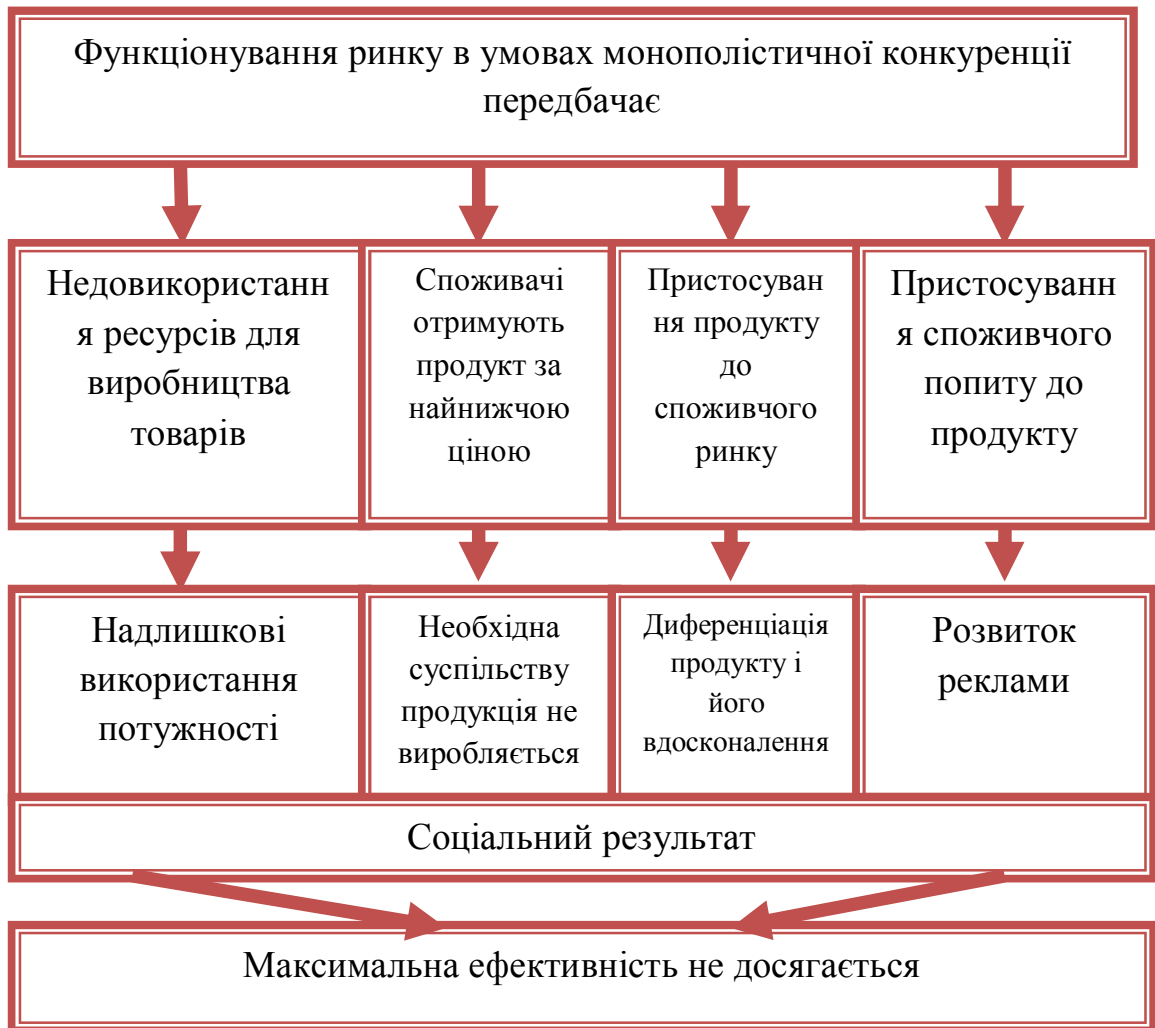 Функціонування ринку в умовах монополістичної конкуренції
передбачає
Недовикористанн
я ресурсів для
виробництва
товарів
Споживачі
отримують
продукт за
найнижчою
ціною
Пристосуван
ня продукту
до
споживчого
ринку
Пристосуванн
я споживчого
попиту до
продукту
Надлишкові
використання
потужності
Необхідна
суспільству
продукція не
виробляється
Диференціація
продукту і
його
вдосконалення
Розвиток
реклами
Соціальний результат
Максимальна ефективність не досягається